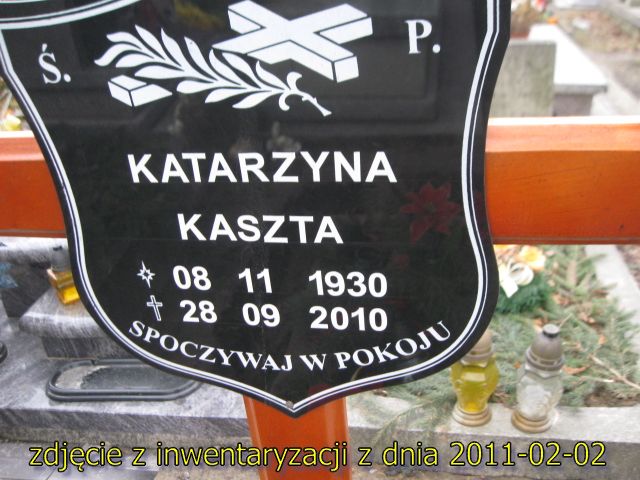 Ś. P.
KATARZYNA
KASZTA
08 11 1930
28 09 2010
SPOCZYWAJ W POKOJU
zdjęcie z inwentaryzacji z dnia 2011-02-02